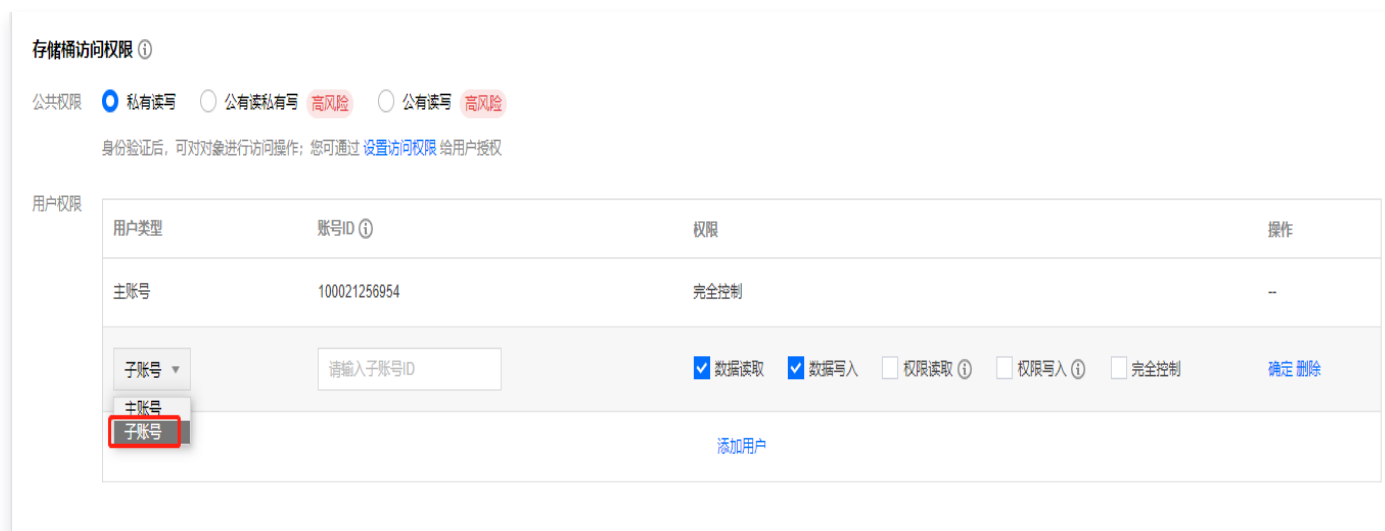 存储桶访问权限
公共权限 私有读写 公有读私有写 高风险 公有读写 高风险
身份验证后，可对对象进行访问操作；您可通过 设置访问权限 给用户授权
用户权限
用户类型 账号ID 权限 操作
主账号 100021256954 完全控制 --
子账号 请输入子账号ID 数据读取 数据写入 权限读取 权限写入 完全控制 确定 删除
主账号
子账号
添加用户